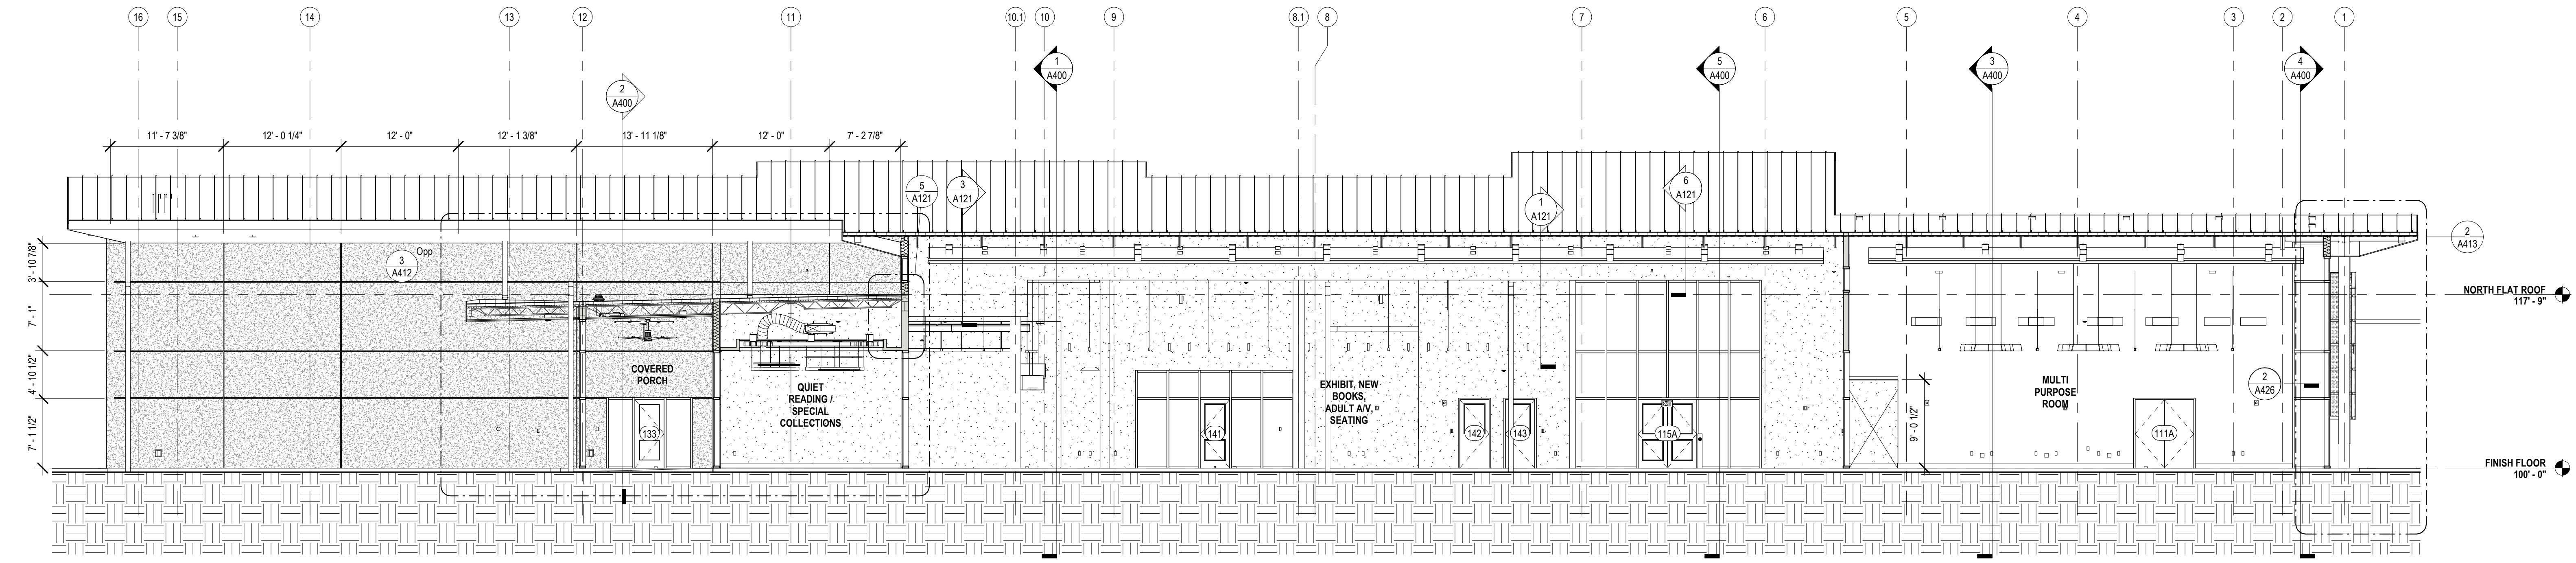 16
15
14
13
12
11
10.1
10
9
8.1
8
7
6
5
4
3
2
1
1
A400
5
A400
3
A400
4
A400
2
A400
11' - 7 3/8"
12' - 0 1/4"
12' - 0"
12' - 1 3/8"
13' - 11 1/8"
12' - 0"
7' - 2 7/8"
5
A121
3
A121
1
A121
6
A121
2
A413
Opp
3
A412
3' - 10 7/8"
7' - 1"
4' - 10 1/2"
7' - 1 1/2"
NORTH FLAT ROOF
117' - 9"
COVERED
PORCH
QUIET
READING /
SPECIAL
COLLECTIONS
EXHIBIT, NEW
BOOKS,
ADULT A/V,
SEATING
MULTI
PURPOSE
ROOM
2
A426
9' - 0 1/2"
133
141
142
143
115A
111A
FINISH FLOOR
100' - 0"